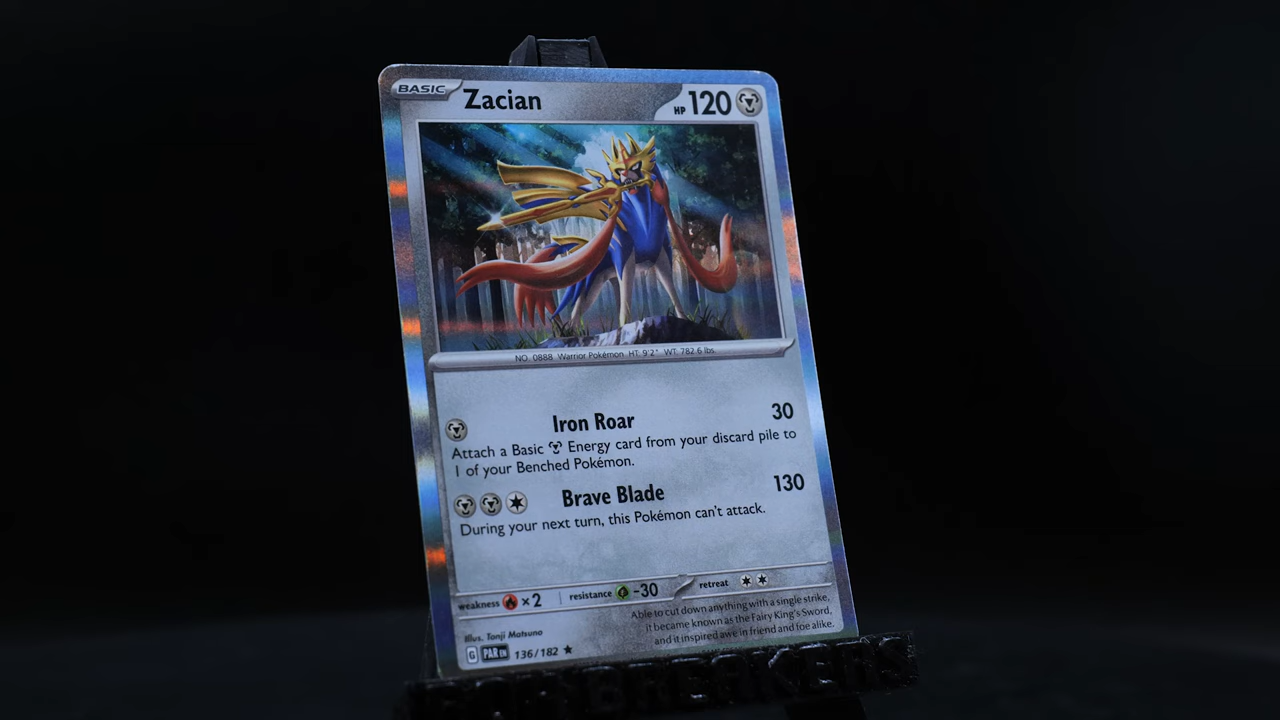 BASIC Zacian HP 120
NO. 0888 Warrior Pokémon HT: 9'2" WT: 782.6 lbs.
Iron Roar 30
Attach a Basic Energy card from your discard pile to
1 of your Benched Pokémon.
Brave Blade 130
During your next turn, this Pokémon can't attack.
weakness ×2 resistance -30 retreat
Able to cut down anything with a single strike,
it became known as the Fairy King's Sword,
and it inspired awe in friend and foe alike.
Illus. Tonji Matsuno
G PAR EN 136/182